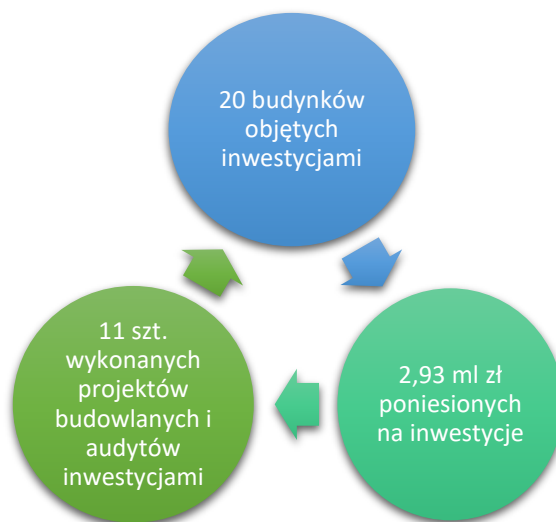 20 budynków
objętych
inwestycjami
2,93 ml zł
poniesionych
na inwestycje
11 szt.
wykonanych
projektów
budowlanych i
audytów
inwestycjami